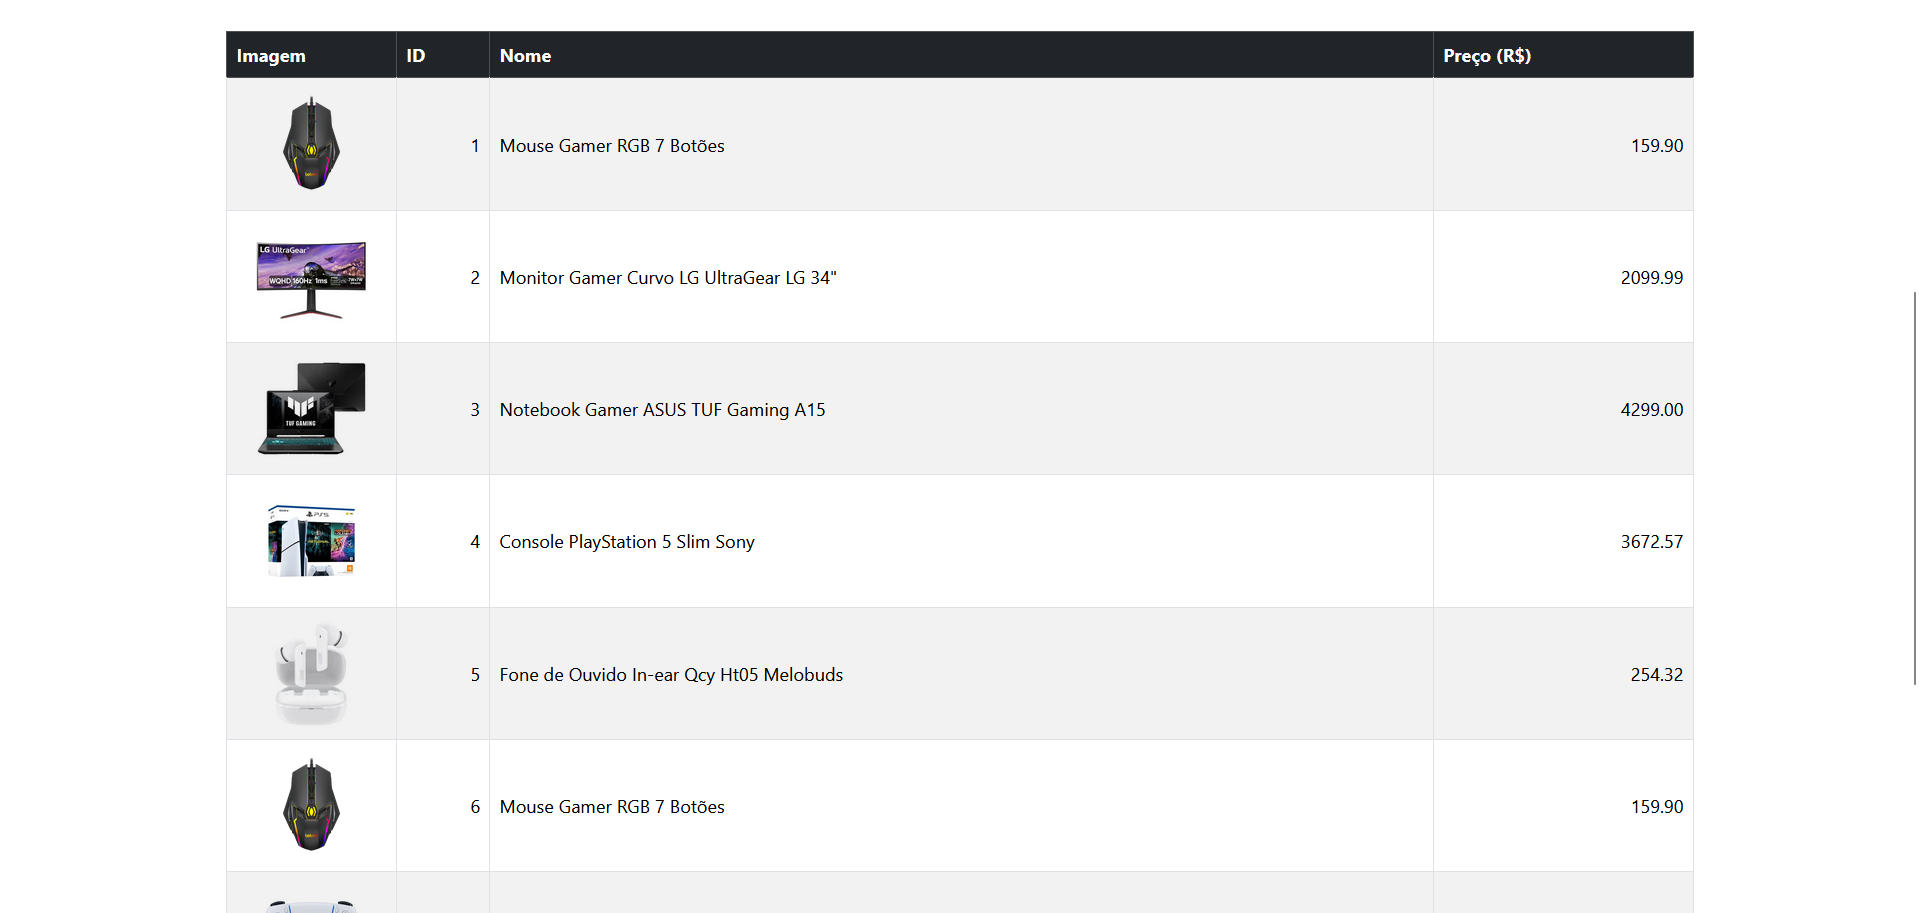 Imagem ID Nome Preço (R$)
1 Mouse Gamer RGB 7 Botões 159.90
LG UltraGear
WQHD 160Hz 1ms
2 Monitor Gamer Curvo LG UltraGear LG 34" 2099.99
TUF GAMING
3 Notebook Gamer ASUS TUF Gaming A15 4299.00
PS5
4 Console PlayStation 5 Slim Sony 3672.57
5 Fone de Ouvido In-ear Qcy Ht05 Melobuds 254.32
6 Mouse Gamer RGB 7 Botões 159.90